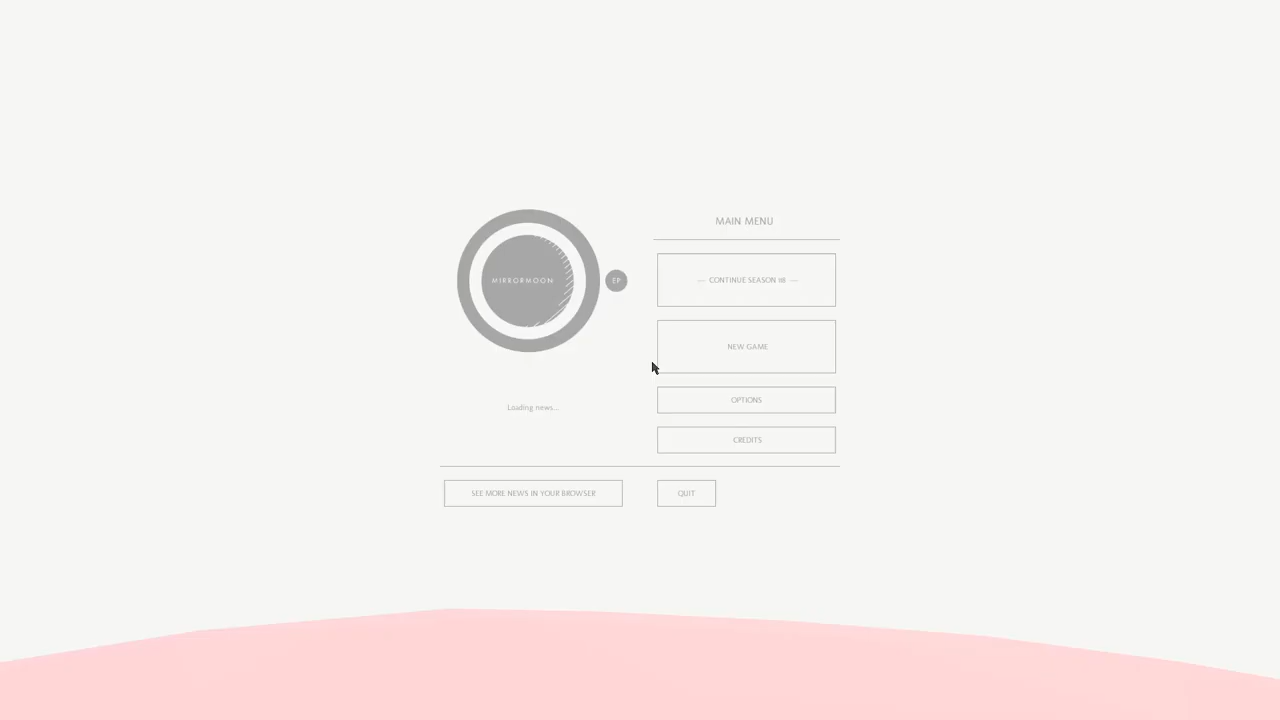 MIRRORMOON
EP
MAIN MENU
— CONTINUE SEASON 118 —
NEW GAME
OPTIONS
CREDITS
Loading news...
SEE MORE NEWS IN YOUR BROWSER
QUIT